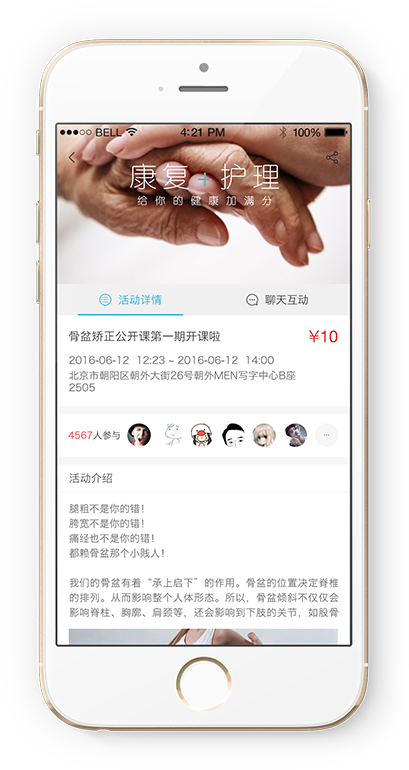 BELL 4:21 PM 100%
康复+护理
给你的健康加满分
活动详情 聊天互动
骨盆矫正公开课第一期开课啦 ¥10
2016-06-12 12:23 ~ 2016-06-12 14:00
北京市朝阳区朝外大街26号朝外MEN写字中心B座
2505
4567人参与
活动介绍
腿粗不是你的错！
胯宽不是你的错！
痛经也不是你的错！
都赖骨盆那个小贱人！
我们的骨盆有着“承上启下”的作用。骨盆的位置决定脊椎
的排列。从而影响整个人体形态。所以，骨盆倾斜不仅仅会
影响脊柱、胸廓、肩颈等，还会影响到下肢的关节，如股骨